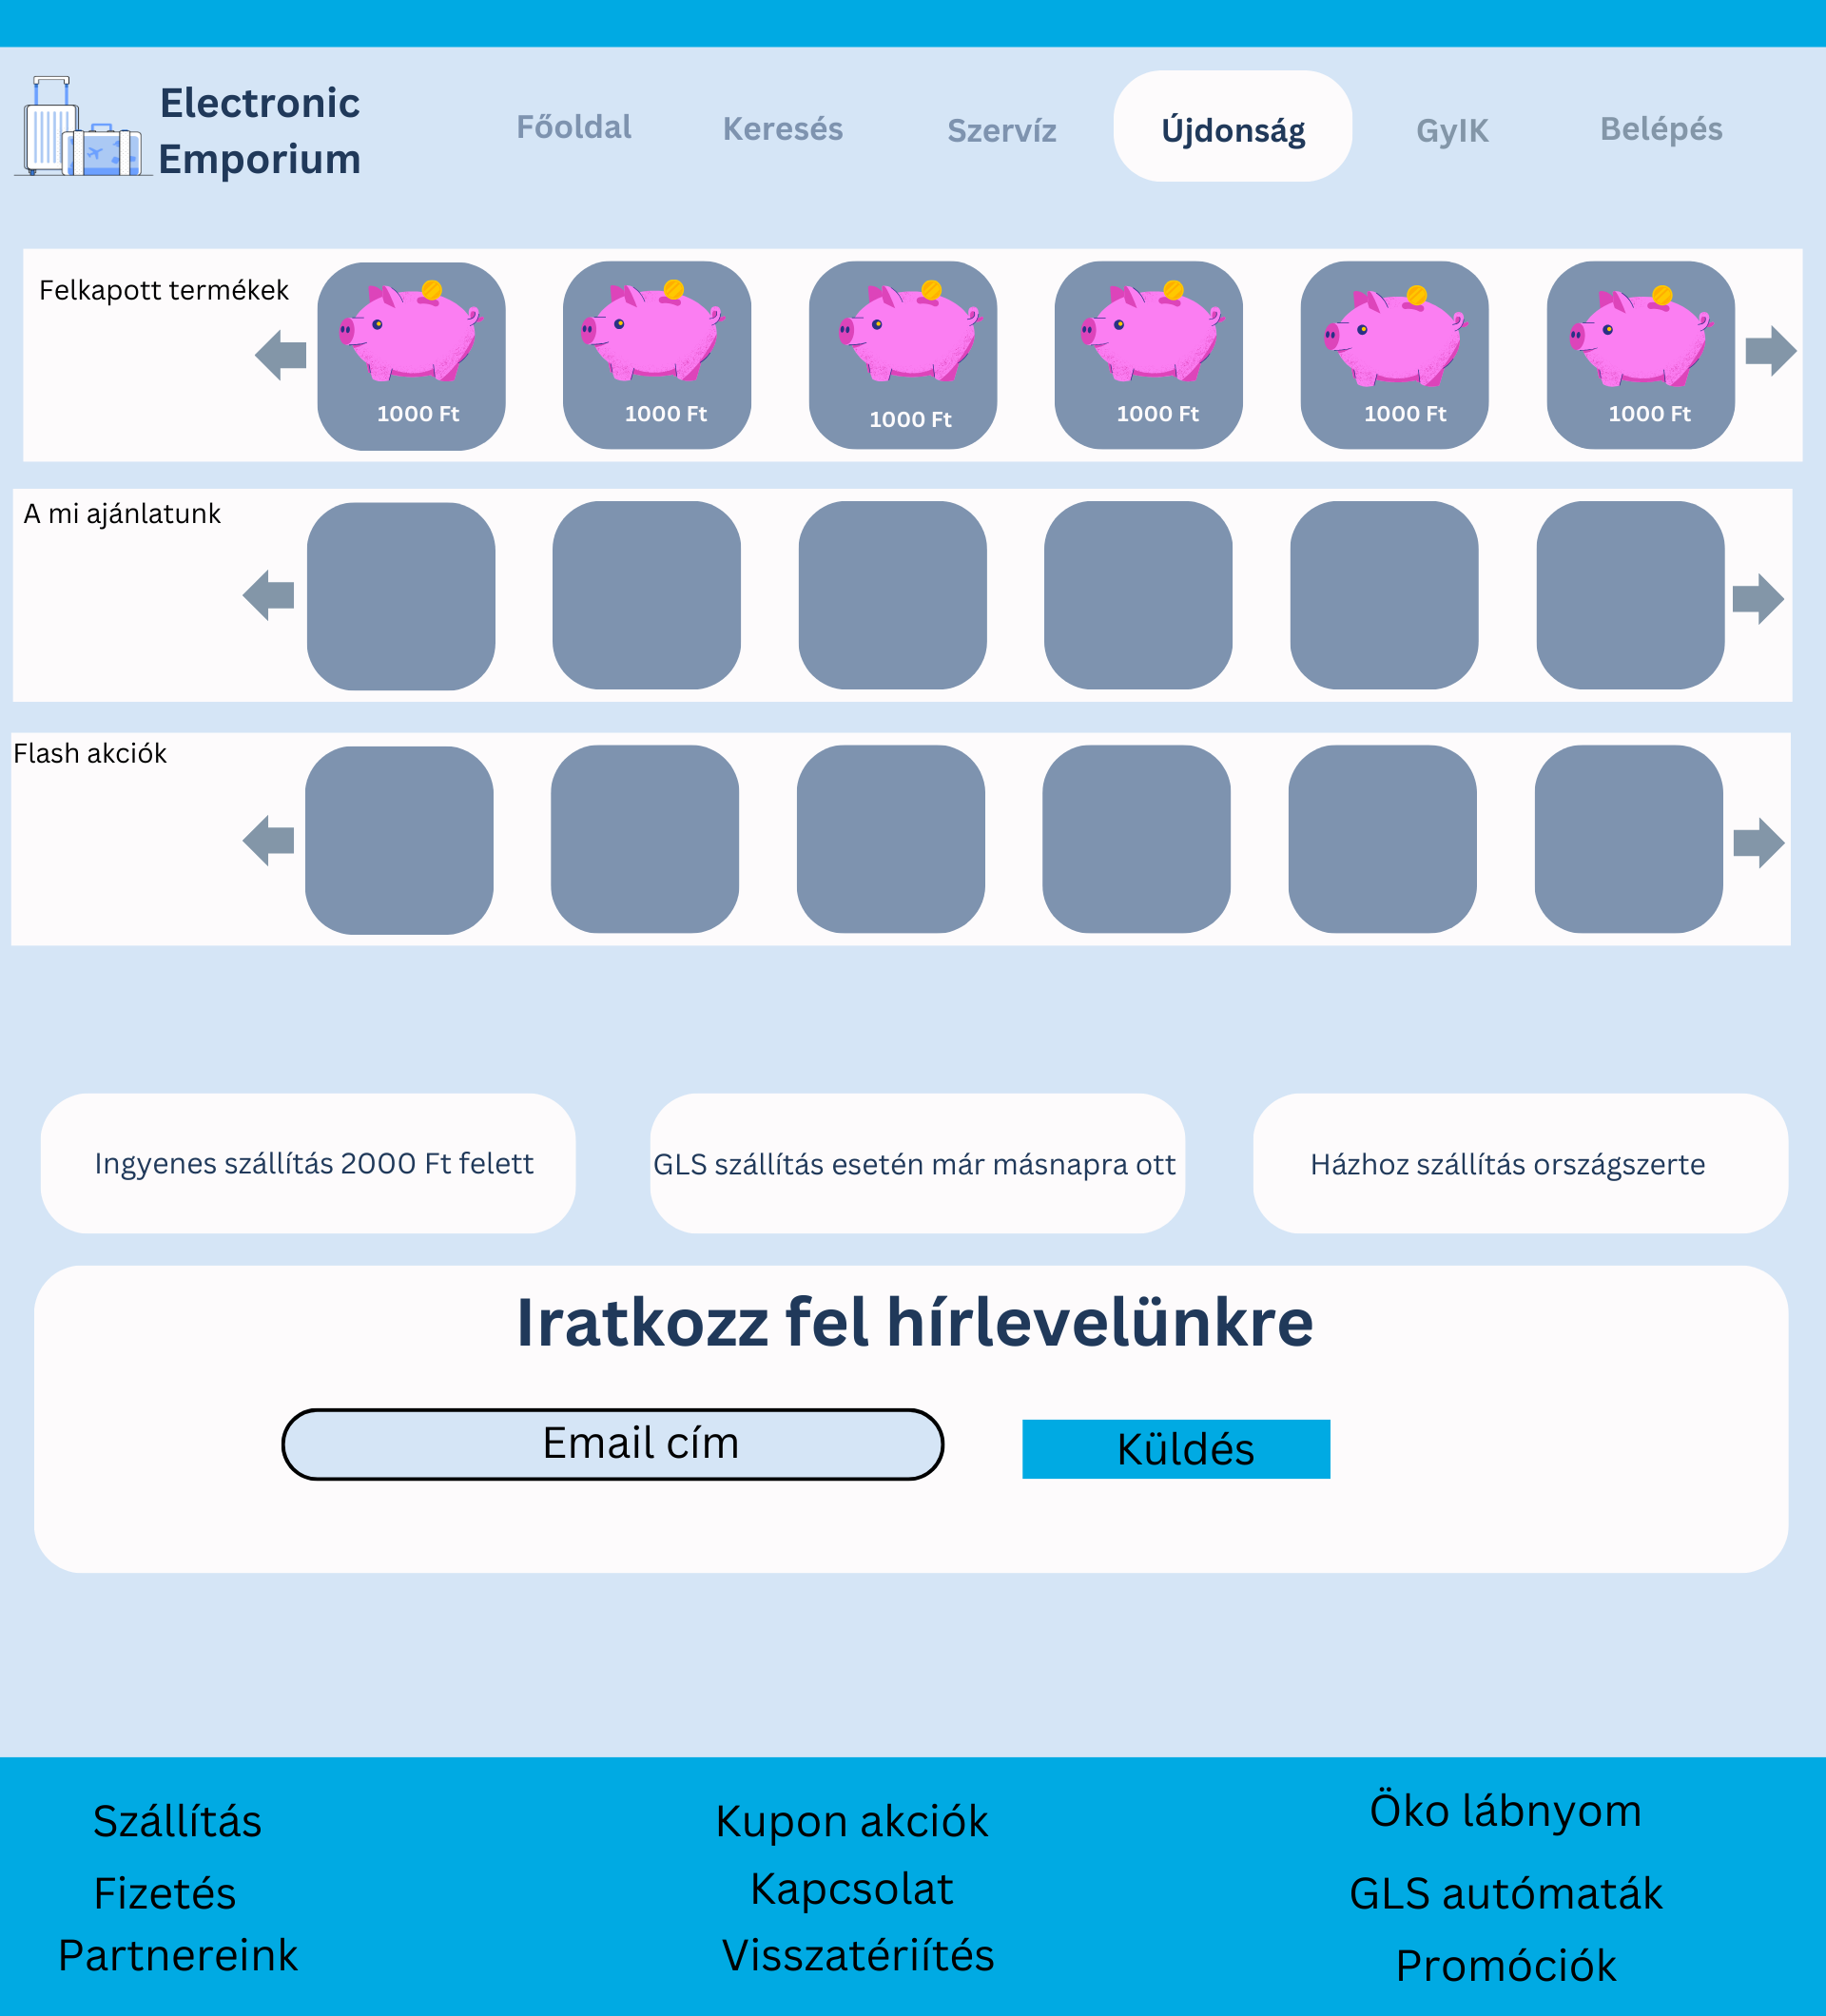 Electronic
Emporium
Főoldal
Keresés
Szervíz
Újdonság
GyIK
Belépés
Felkapott termékek
1000 Ft
1000 Ft
1000 Ft
1000 Ft
1000 Ft
1000 Ft
A mi ajánlatunk
Flash akciók
Ingyenes szállítás 2000 Ft felett
GLS szállítás esetén már másnapra ott
Házhoz szállítás országszerte
Iratkozz fel hírlevelünkre
Email cím
Küldés
Szállítás
Fizetés
Partnereink
Kupon akciók
Kapcsolat
Visszatériítés
Öko lábnyom
GLS autómaták
Promóciók